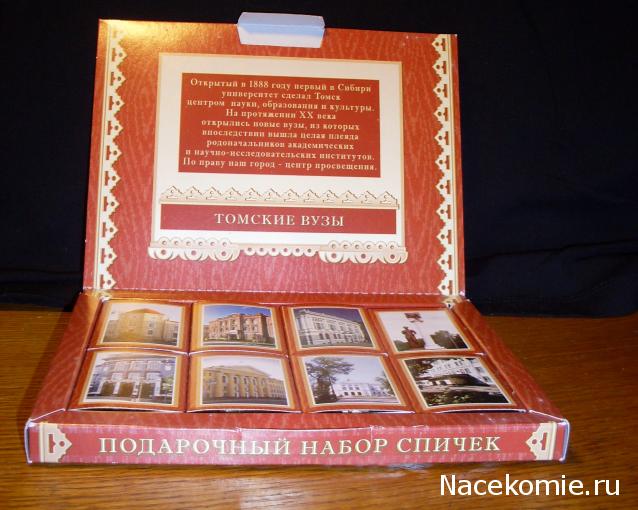 Открытый в 1888 году первый в Сибири
университет сделал Томск
центром науки, образования и культуры.
На протяжении XX века
открылись новые вузы, из которых
впоследствии вышла целая плеяда
родоначальников академических
и научно-исследовательских институтов.
По праву наш город - центр просвещения.
ТОМСКИЕ ВУЗЫ
ПОДАРОЧНЫЙ НАБОР СПИЧЕК
Nacekomie.ru